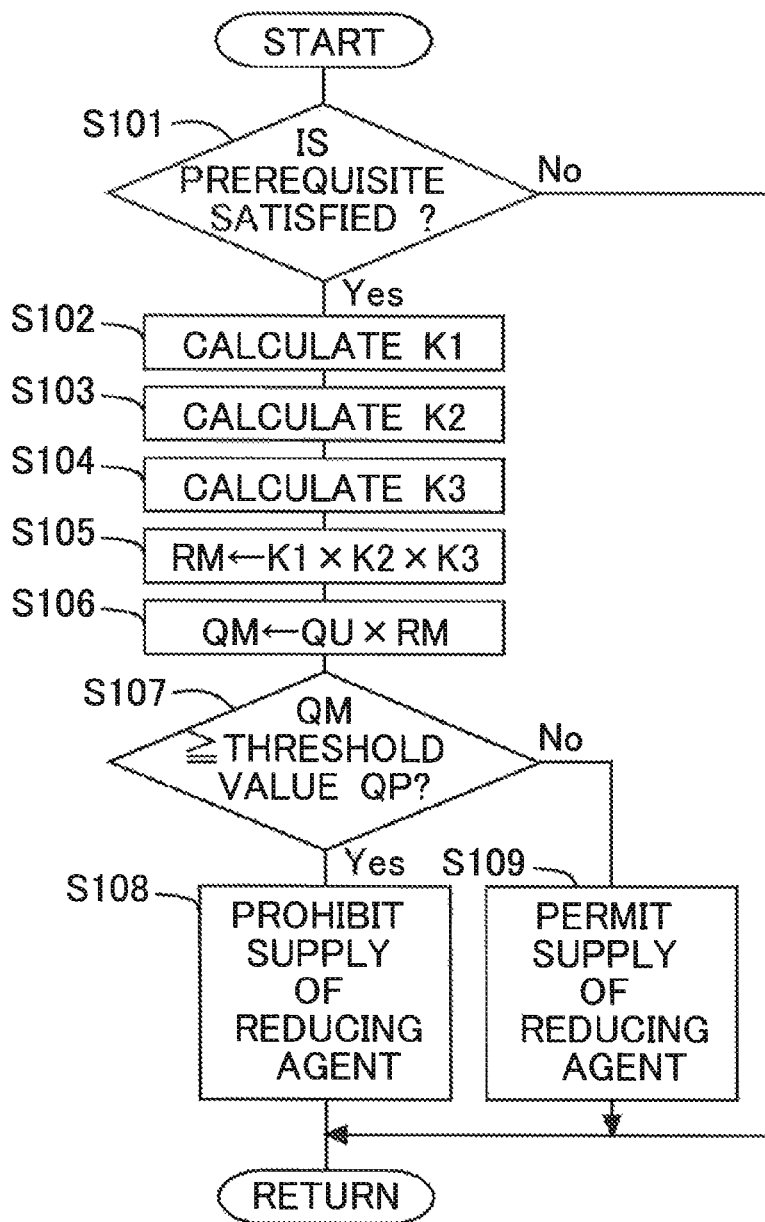 START
S101
IS
PREREQUISITE
SATISFIED ?
No
Yes
S102
CALCULATE K1
S103
CALCULATE K2
S104
CALCULATE K3
S105
RM←K1×K2×K3
S106
QM←QU×RM
S107
QM
≧THRESHOLD
VALUE QP?
No
Yes
S108
PROHIBIT
SUPPLY
OF
REDUCING
AGENT
S109
PERMIT
SUPPLY
OF
REDUCING
AGENT
RETURN